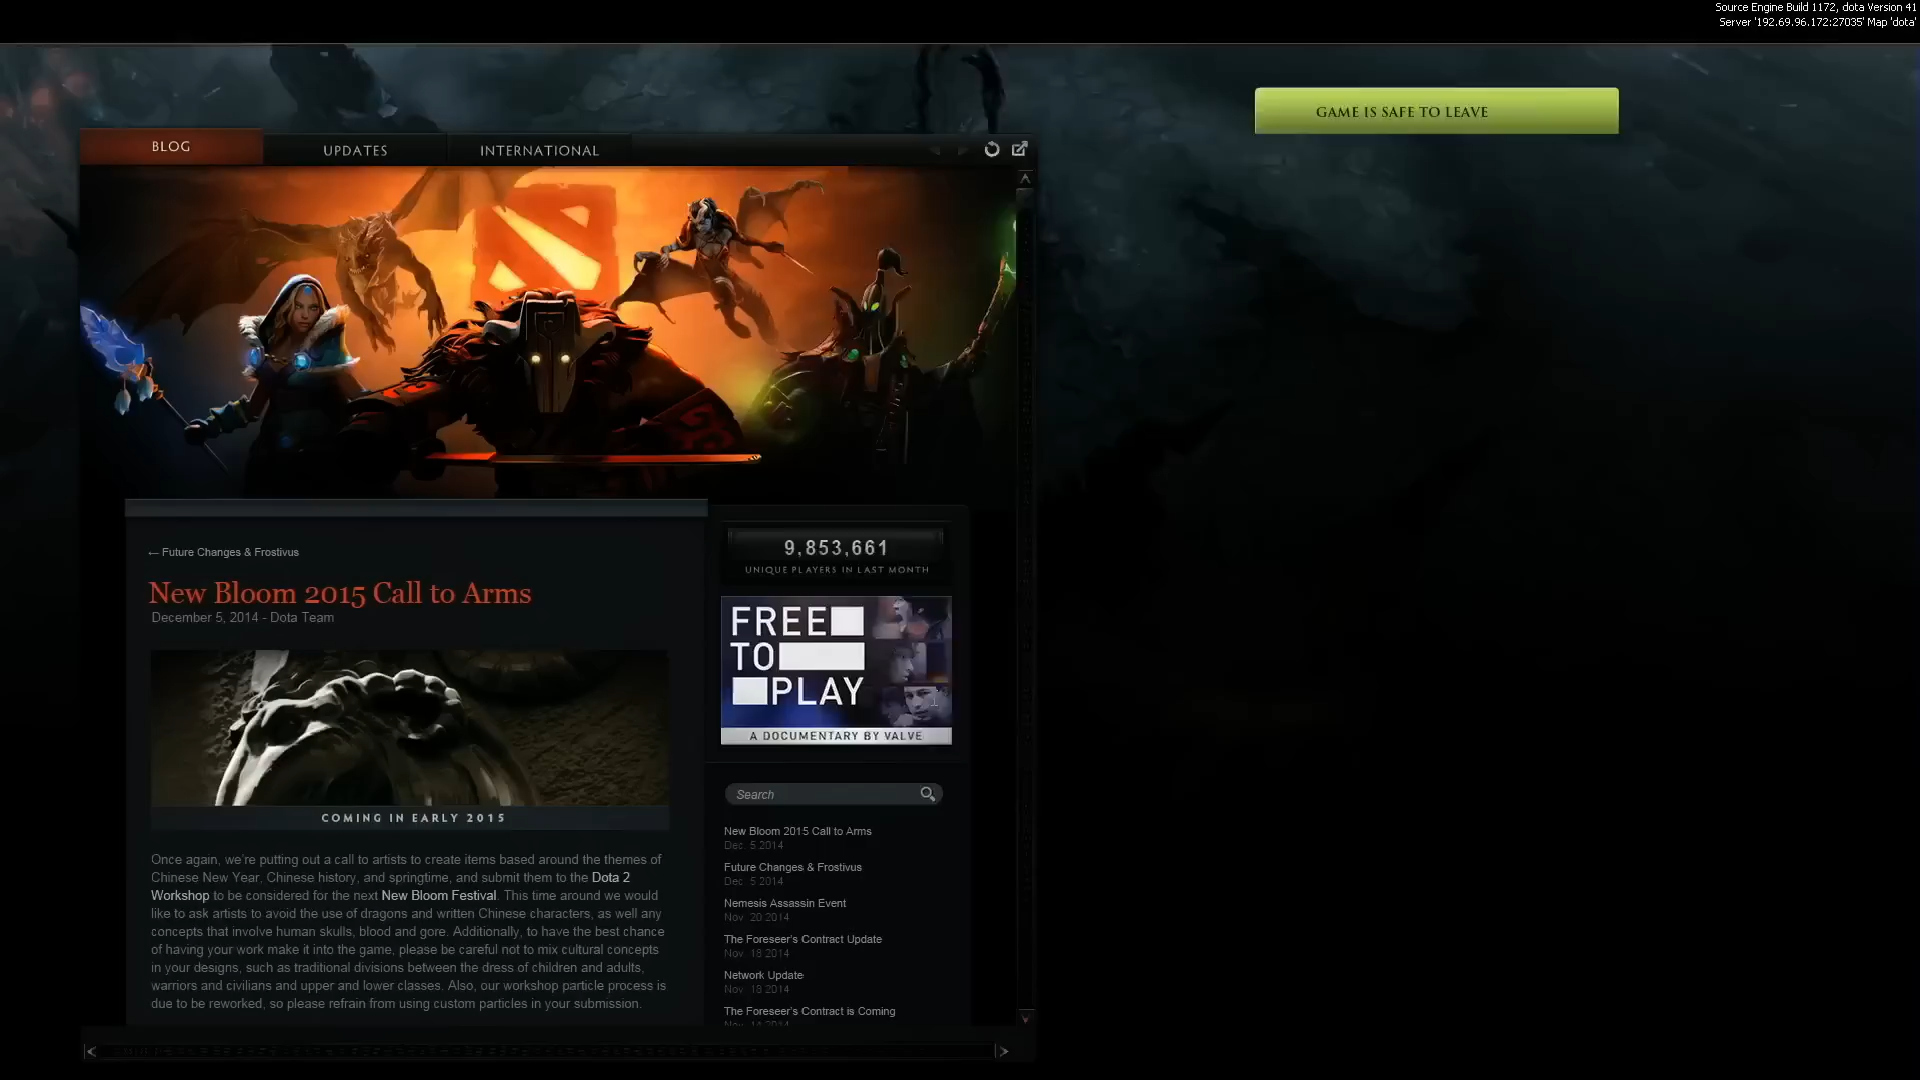 Source Engine Build 1172, dota Version 41
Server '192.69.96.172:27035' Map 'dota'
GAME IS SAFE TO LEAVE
BLOG
UPDATES
INTERNATIONAL
← Future Changes & Frostivus
New Bloom 2015 Call to Arms
December 5, 2014 - Dota Team
COMING IN EARLY 2015
Once again, we're putting out a call to artists to create items based around the themes of
Chinese New Year, Chinese history, and springtime, and submit them to the Dota 2
Workshop to be considered for the next New Bloom Festival. This time around we would
like to ask artists to avoid the use of dragons and written Chinese characters, as well any
concepts that involve human skulls, blood and gore. Additionally, to have the best chance
of having your work make it into the game, please be careful not to mix cultural concepts
in your designs, such as traditional divisions between the dress of children and adults,
warriors and civilians and upper and lower classes. Also, our workshop particle process is
due to be reworked, so please refrain from using custom particles in your submission.
9,853,661
UNIQUE PLAYERS IN LAST MONTH
FREE
TO
PLAY
A DOCUMENTARY BY VALVE
Search
New Bloom 2015 Call to Arms
Dec. 5 2014
Future Changes & Frostivus
Dec. 5 2014
Nemesis Assassin Event
Nov. 20 2014
The Foreseer's Contract Update
Nov. 18 2014
Network Update
Nov. 18 2014
The Foreseer's Contract is Coming
Nov. 14 2014